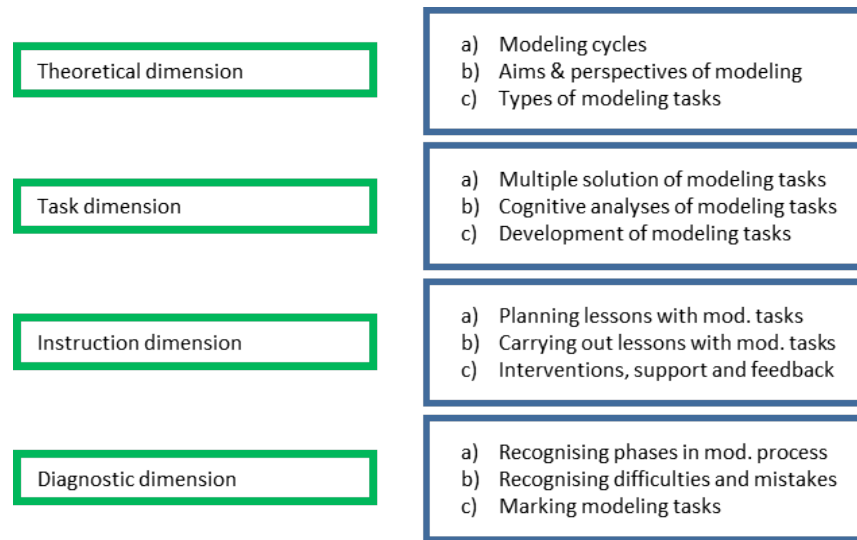 Theoretical dimension
a) Modeling cycles
b) Aims & perspectives of modeling
c) Types of modeling tasks
Task dimension
a) Multiple solution of modeling tasks
b) Cognitive analyses of modeling tasks
c) Development of modeling tasks
Instruction dimension
a) Planning lessons with mod. tasks
b) Carrying out lessons with mod. tasks
c) Interventions, support and feedback
Diagnostic dimension
a) Recognising phases in mod. process
b) Recognising difficulties and mistakes
c) Marking modeling tasks